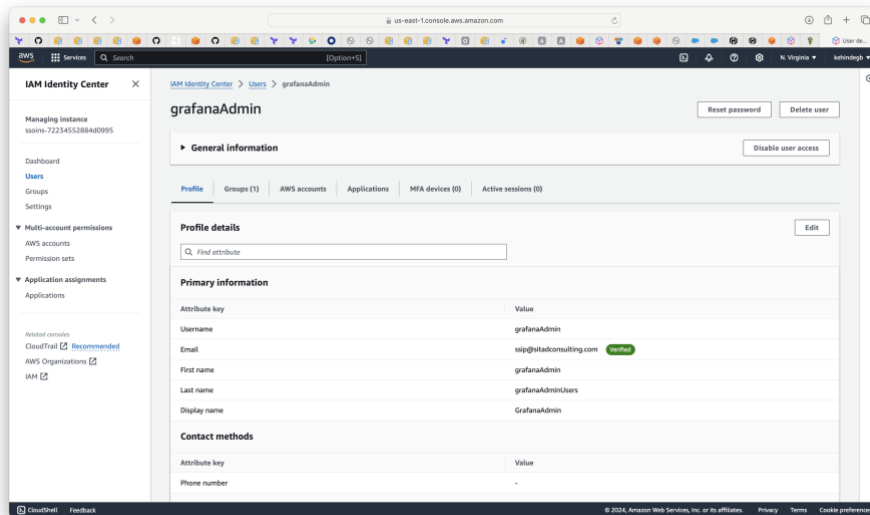 us-east-1.console.aws.amazon.com
User de...
aws Services Search [Option+S] N. Virginia kehindegb
IAM Identity Center
Managing instance
ssoins-72234552884d0995
Dashboard
Users
Groups
Settings
Multi-account permissions
AWS accounts
Permission sets
Application assignments
Applications
Related consoles
CloudTrail Recommended
AWS Organizations
IAM
IAM Identity Center > Users > grafanaAdmin
grafanaAdmin
Reset password Delete user
General information
Disable user access
Profile Groups (1) AWS accounts Applications MFA devices (0) Active sessions (0)
Profile details
Edit
Find attribute
Primary information
Attribute key Value
Username grafanaAdmin
Email ssip@sitadconsulting.com Verified
First name grafanaAdmin
Last name grafanaAdminUsers
Display name GrafanaAdmin
Contact methods
Attribute key Value
Phone number -
CloudShell Feedback © 2024, Amazon Web Services, Inc. or its affiliates. Privacy Terms Cookie preferences